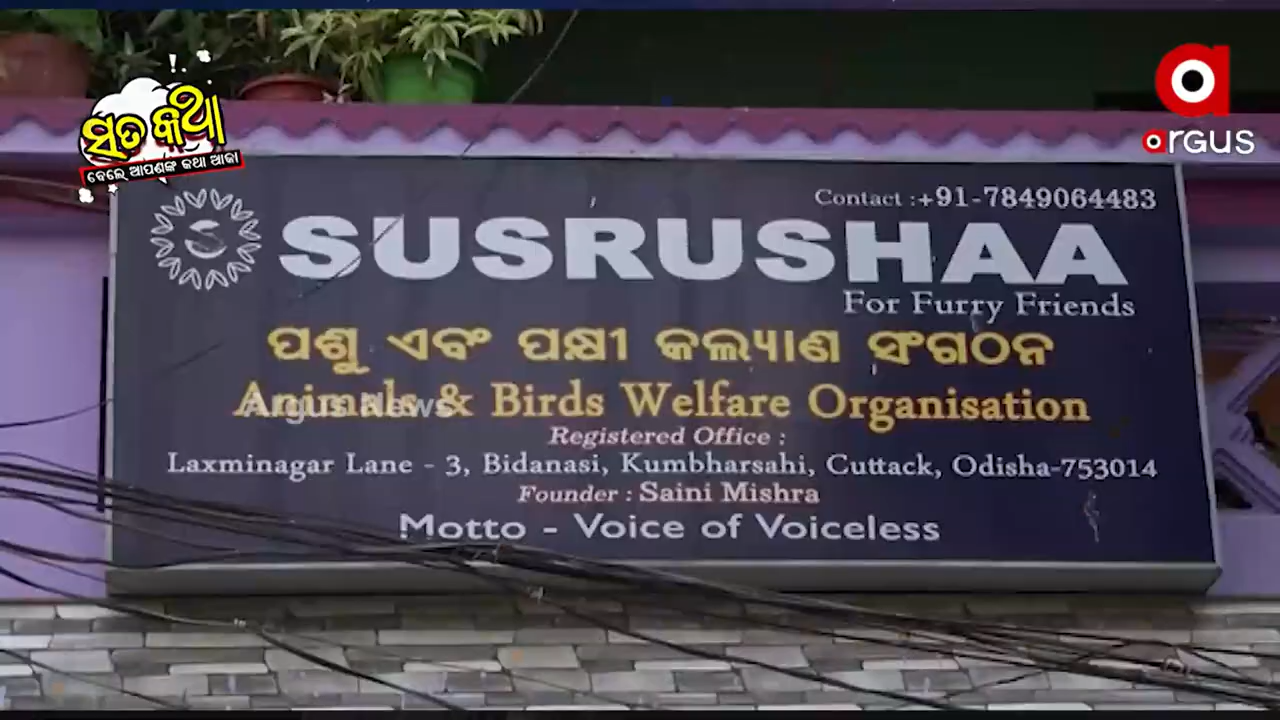 ସତ କଥା
ବେଲେ ଆପଣଙ୍କ କଥା ଆଜା
argus
Contact :+91-7849064483
SUSRUSHAA
For Furry Friends
ପଶୁ ଏବଂ ପକ୍ଷୀ କଲ୍ୟାଣ ସଂଗଠନ
Animals & Birds Welfare Organisation
Argus News
Registered Office :
Laxminagar Lane - 3, Bidanasi, Kumbharsahi, Cuttack, Odisha-753014
Founder : Saini Mishra
Motto - Voice of Voiceless